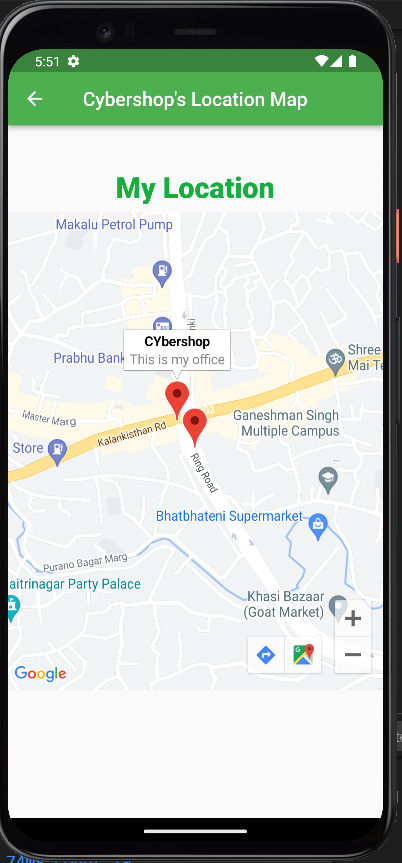 5:51
Cybershop's Location Map
My Location
Makalu Petrol Pump
CYbershop
This is my office
Prabhu Bank
Shree
Mai Te
Master Marg
Kalankisthan Rd
Ganeshman Singh
Multiple Campus
Store
Ring Road
Bhatbhateni Supermarket
Purano Bagar Marg
aitrinagar Party Palace
Khasi Bazaar
(Goat Market)
+
−
Google